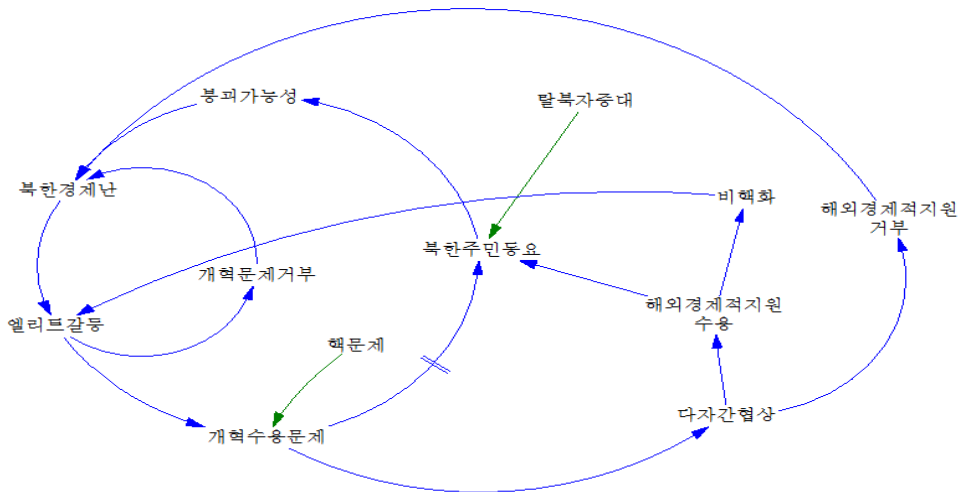 붕괴가능성
탈북자증대
북한경제난
비핵화
해외경제적지원
거부
북한주민동요
개혁문제거부
해외경제적지원
수용
엘리트갈등
핵문제
다자간협상
개혁수용문제